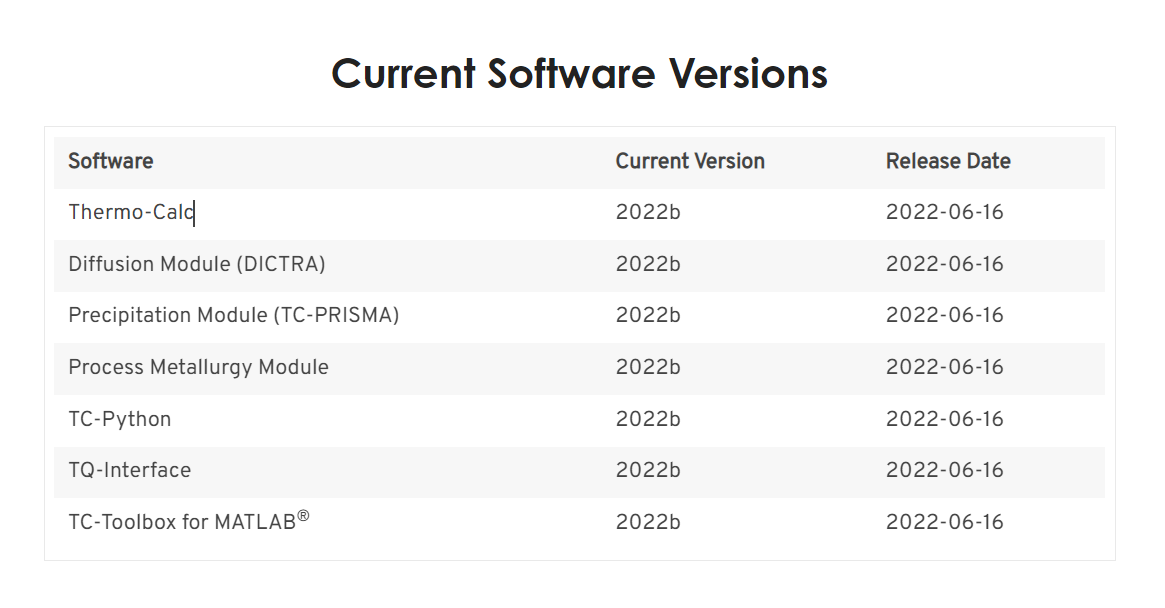 Current Software Versions
Software Current Version Release Date
Thermo-Calc 2022b 2022-06-16
Diffusion Module (DICTRA) 2022b 2022-06-16
Precipitation Module (TC-PRISMA) 2022b 2022-06-16
Process Metallurgy Module 2022b 2022-06-16
TC-Python 2022b 2022-06-16
TQ-Interface 2022b 2022-06-16
TC-Toolbox for MATLAB® 2022b 2022-06-16